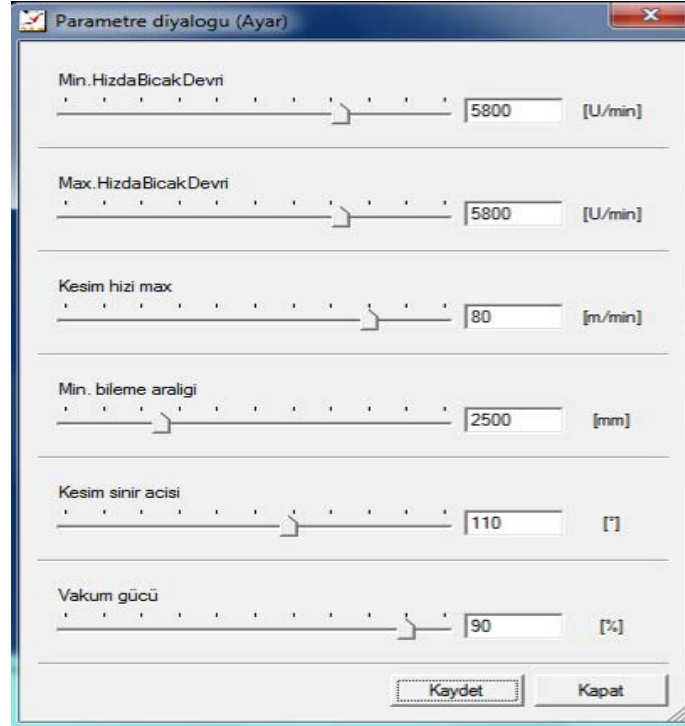 Parametre diyalogu (Ayar)
Min.HizdaBicakDevri
5800 [U/min]
Max.HizdaBicakDevri
5800 [U/min]
Kesim hizi max
80 [m/min]
Min. bileme araligi
2500 [mm]
Kesim sinir acisi
110 [°]
Vakum gücü
90 [%]
Kaydet Kapat